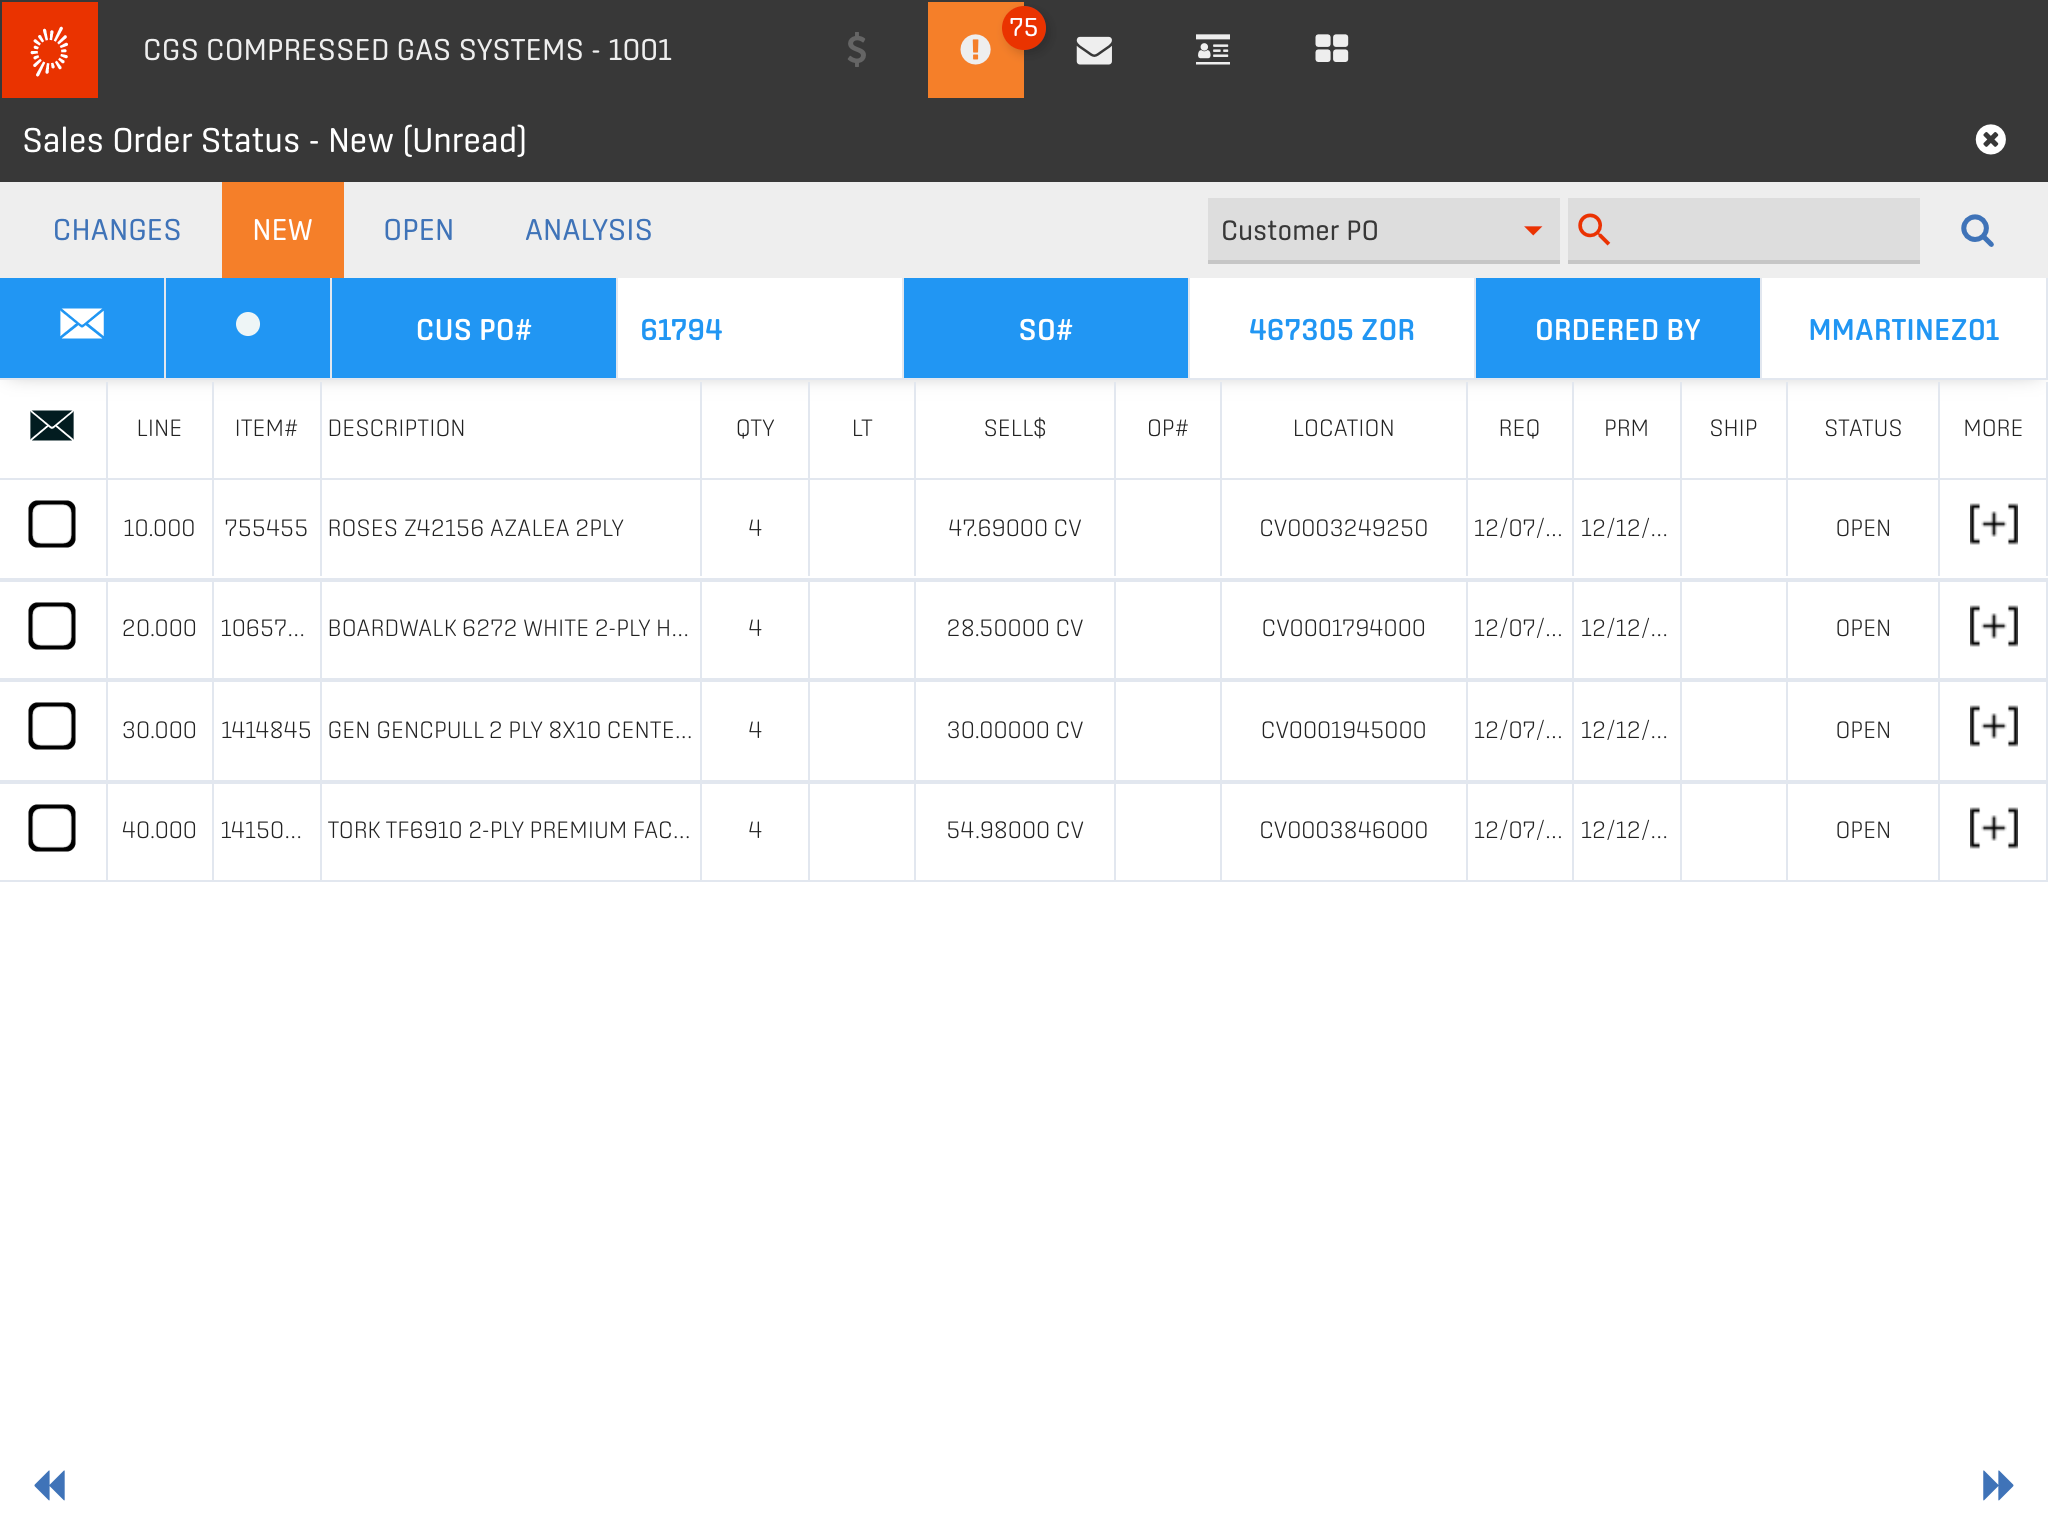 CGS COMPRESSED GAS SYSTEMS - 1001 $ 75
Sales Order Status - New (Unread)
CHANGES NEW OPEN ANALYSIS Customer PO
CUS PO# 61794 SO# 467305 ZOR ORDERED BY MMARTINEZ01
LINE ITEM# DESCRIPTION QTY LT SELL$ OP# LOCATION REQ PRM SHIP STATUS MORE
10.000 755455 ROSES Z42156 AZALEA 2PLY 4 47.69000 CV CV0003249250 12/07/... 12/12/... OPEN [+]
20.000 10657... BOARDWALK 6272 WHITE 2-PLY H... 4 28.50000 CV CV0001794000 12/07/... 12/12/... OPEN [+]
30.000 1414845 GEN GENCPULL 2 PLY 8X10 CENTE... 4 30.00000 CV CV0001945000 12/07/... 12/12/... OPEN [+]
40.000 14150... TORK TF6910 2-PLY PREMIUM FAC... 4 54.98000 CV CV0003846000 12/07/... 12/12/... OPEN [+]